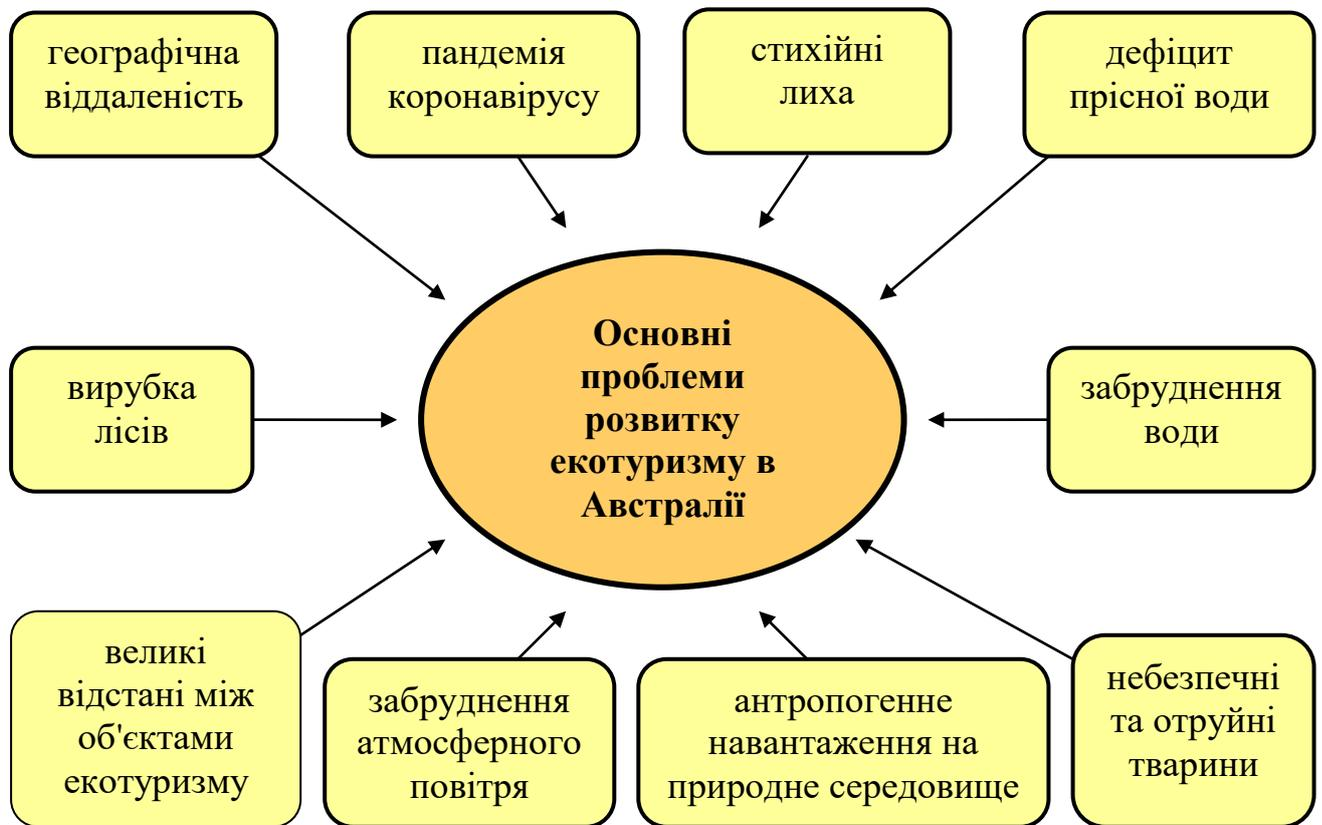 географічна
віддаленість
пандемія
коронавірусу
стихійні
лиха
дефіцит
прісної води
вирубка
лісів
Основні
проблеми
розвитку
екотуризму в
Австралії
забруднення
води
великі
відстані між
об'єктами
екотуризму
забруднення
атмосферного
повітря
антропогенне
навантаження на
природне середовище
небезпечні
та отруйні
тварини